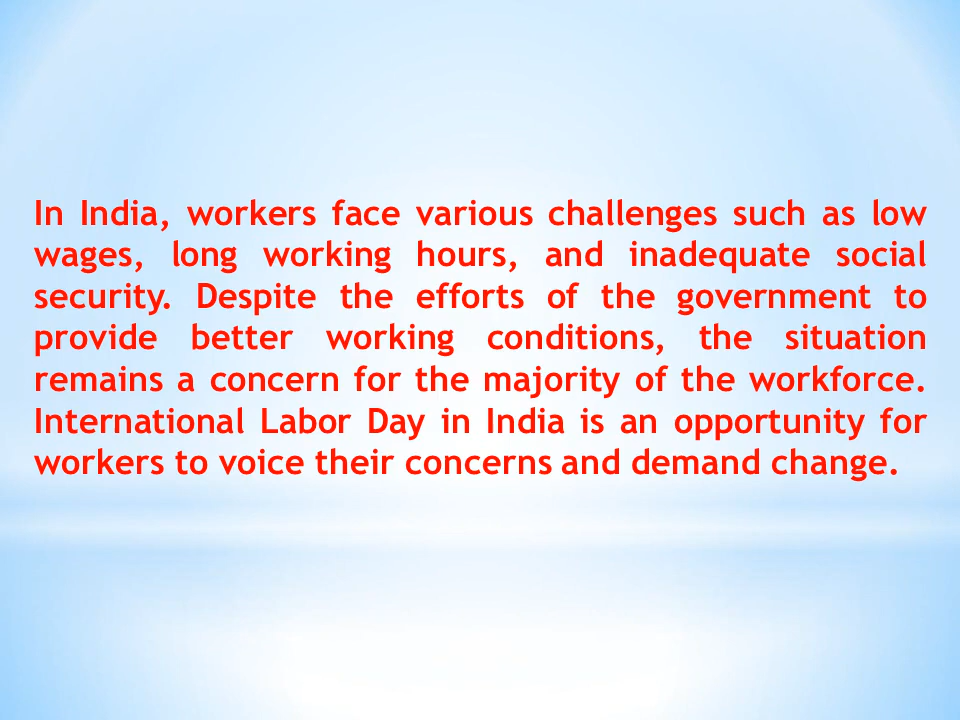 In India, workers face various challenges such as low
wages, long working hours, and inadequate social
security. Despite the efforts of the government to
provide better working conditions, the situation
remains a concern for the majority of the workforce.
International Labor Day in India is an opportunity for
workers to voice their concerns and demand change.